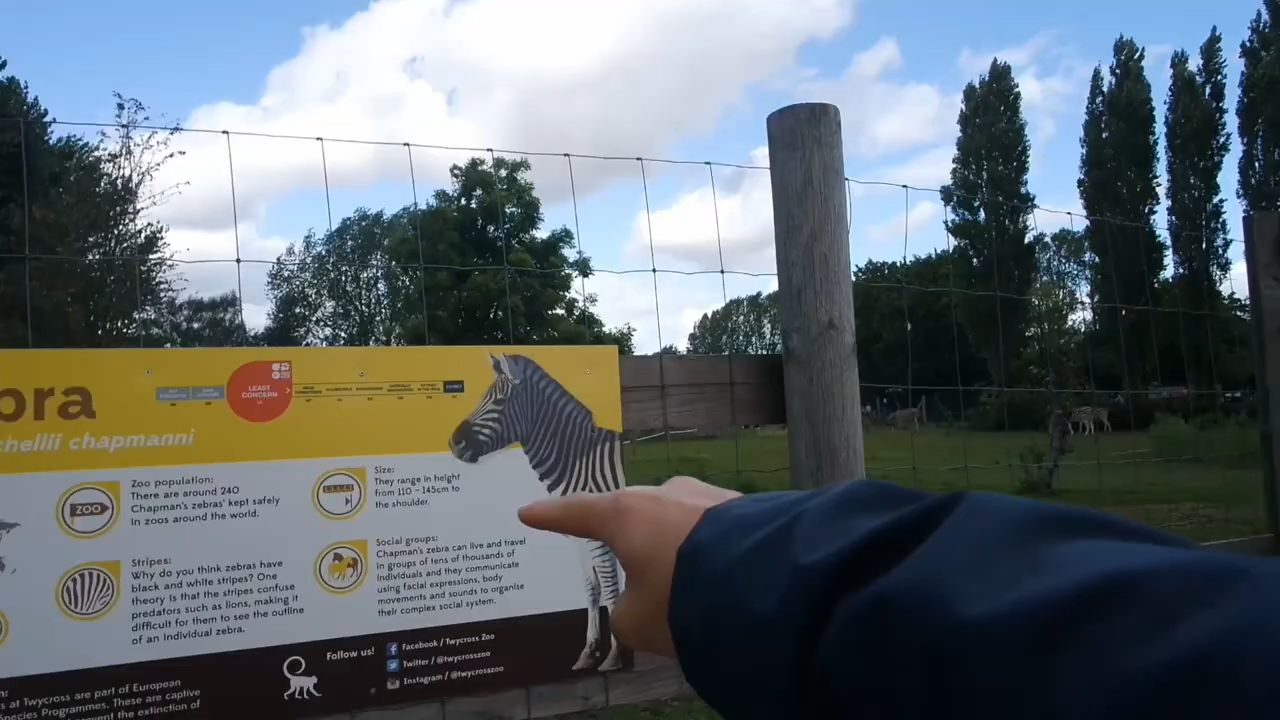 bra
chellii chapmanni
LEAST
CONCERN
Zoo population:
There are around 240
Chapman's zebras' kept safely
in zoos around the world.
ZOO
Size:
They range in height
from 110 – 145cm to
the shoulder.
Stripes:
Why do you think zebras have
black and white stripes? One
theory is that the stripes confuse
predators such as lions, making it
difficult for them to see the outline
of an individual zebra.
Social groups:
Chapman's zebra can live and travel
in groups of tens of thousands of
individuals and they communicate
using facial expressions, body
movements and sounds to organise
their complex social system.
Follow us!
Facebook / Twycross Zoo
Twitter / @twycrosszoo
Instagram / @twycrosszoo
s at Twycross are part of European
Species Programmes. These are captive
the extinction of